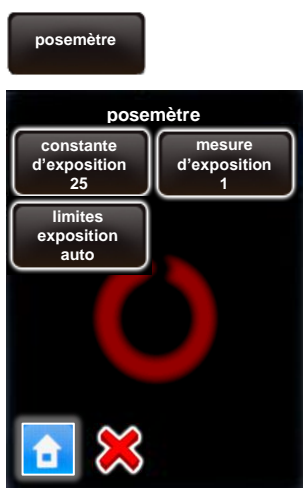 posemètre
posemètre
constante
d'exposition
25
mesure
d'exposition
1
limites
exposition
auto